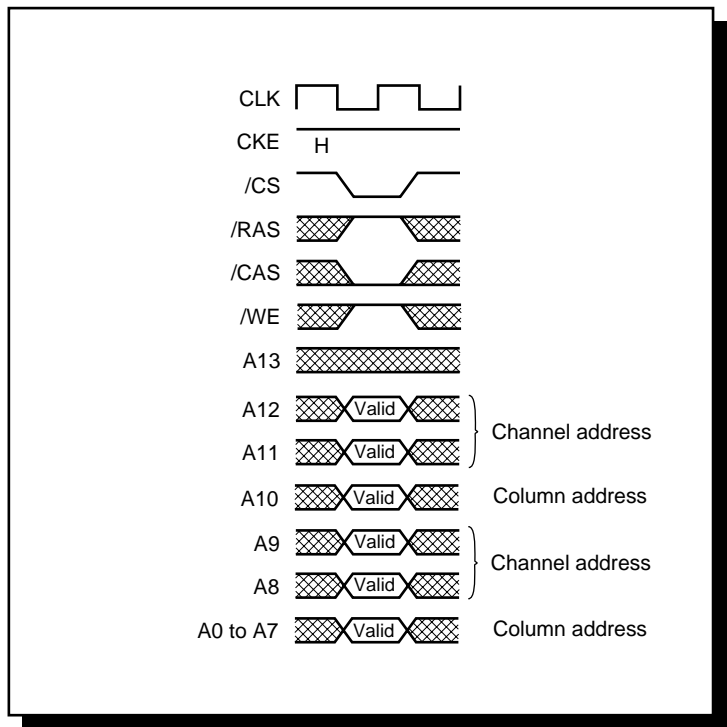 CLK
CKE
H
/CS
/RAS
/CAS
/WE
A13
A12 Valid
Channel address
A11 Valid
A10 Valid Column address
A9 Valid
Channel address
A8 Valid
A0 to A7 Valid Column address